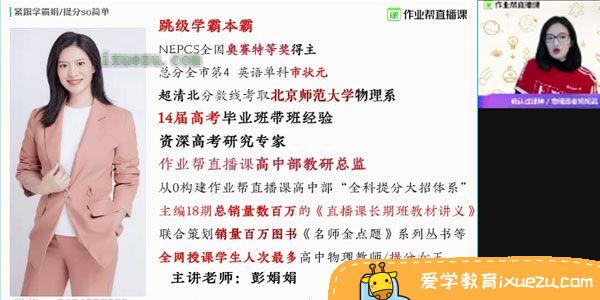 紧跟学霸娟/提分so简单
作业帮直播课
跳级学霸本霸
NEPCS全国奥赛特等奖得主
ixuezu.com
总分全市第4 英语单科市状元
超清北分数线考取北京师范大学物理系
14届高考毕业班带班经验
资深高考研究专家
作业帮直播课高中部教研总监
从0构建作业帮直播课高中部“全科提分大招体系”
主编18期总销量数百万的《直播课长期班教材讲义》
联合策划销量百万图书《名师金点题》系列丛书等
全网授课学生人次最多高中物理教师/提分女王
主讲老师：彭娟娟
爱学教育ixuezu.com